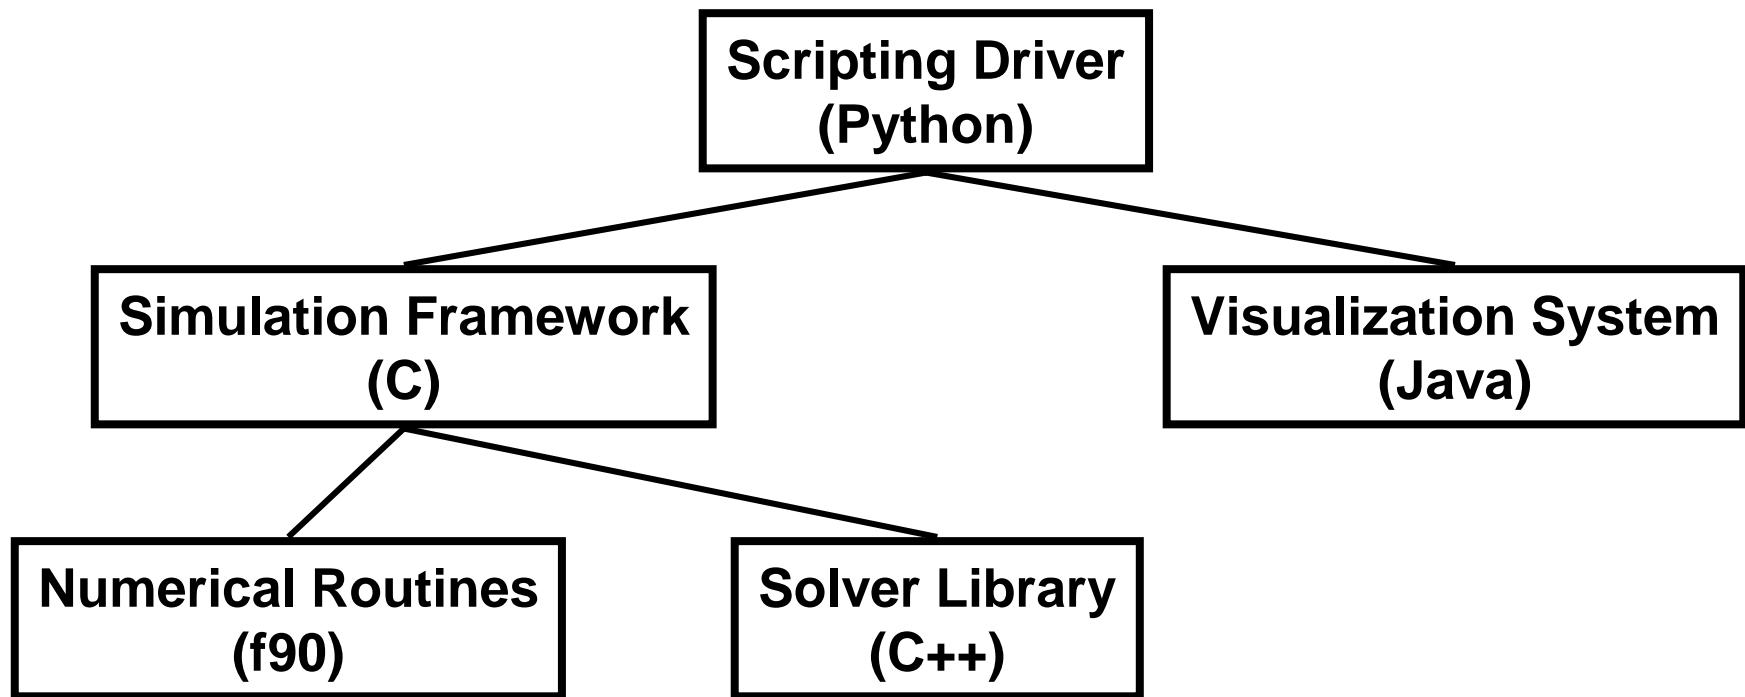 Scripting Driver
(Python)
Simulation Framework
(C)
Visualization System
(Java)
Numerical Routines
(f90)
Solver Library
(C++)